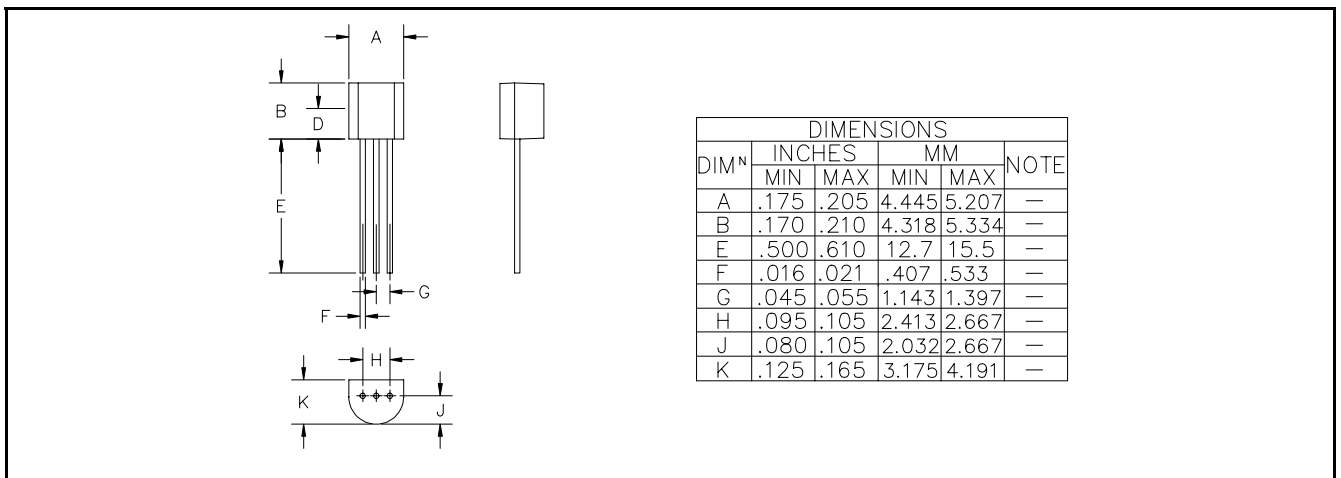 A
B
D
E
G
F
H
K
J
DIMENSIONS
DIMᴺ INCHES MM NOTE
MIN MAX MIN MAX
A .175 .205 4.445 5.207 —
B .170 .210 4.318 5.334 —
E .500 .610 12.7 15.5 —
F .016 .021 .407 .533 —
G .045 .055 1.143 1.397 —
H .095 .105 2.413 2.667 —
J .080 .105 2.032 2.667 —
K .125 .165 3.175 4.191 —